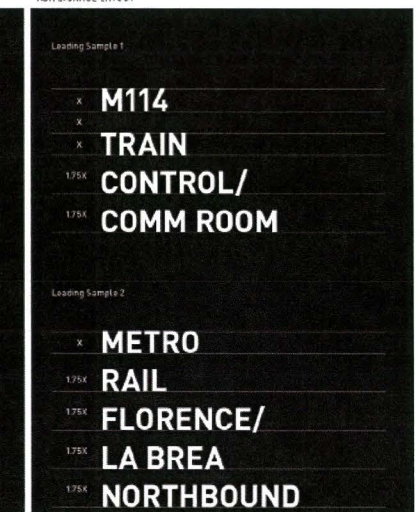 Leading Sample 1
X M114
X
X TRAIN
1.75X CONTROL/
1.75X COMM ROOM
Leading Sample 2
X METRO
1.75X RAIL
1.75X FLORENCE/
1.75X LA BREA
1.75X NORTHBOUND